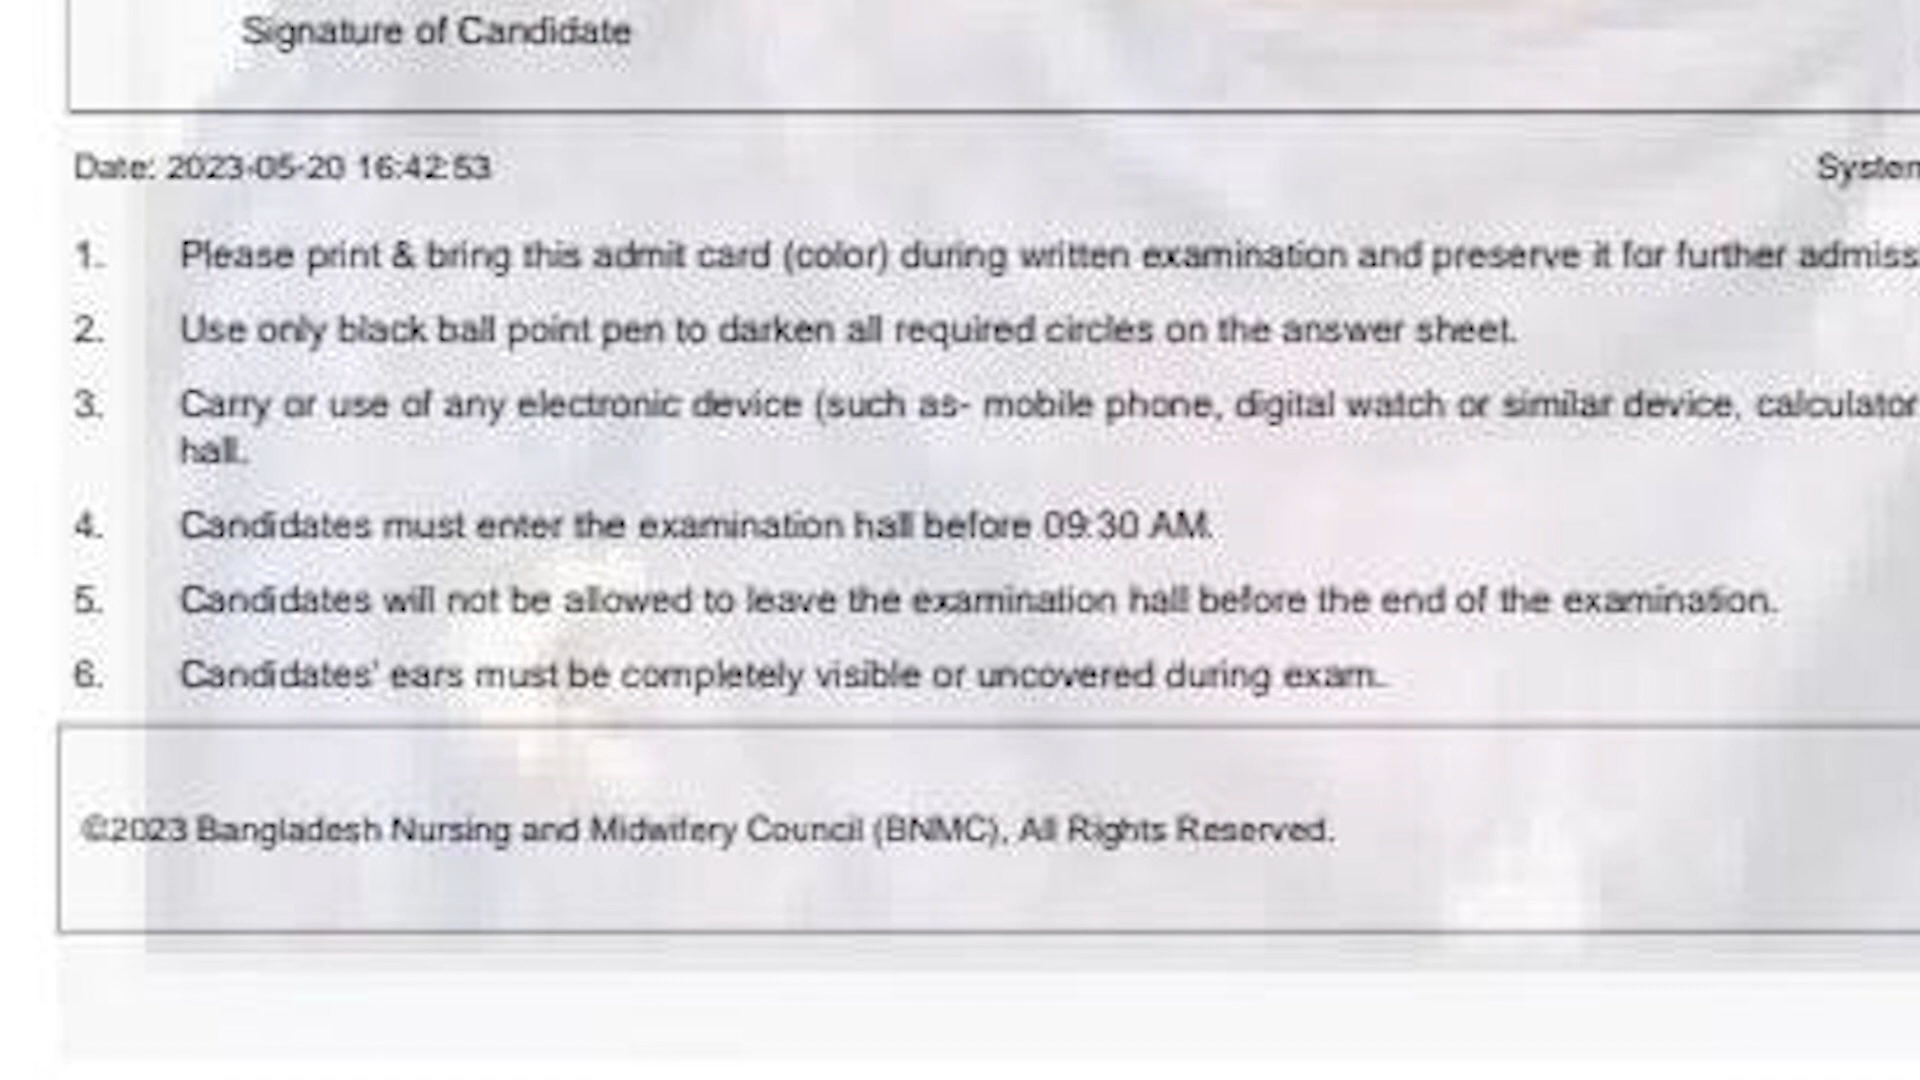 Signature of Candidate
Date: 2023-05-20 16:42:53
System
1. Please print & bring this admit card (color) during written examination and preserve it for further admiss
2. Use only black ball point pen to darken all required circles on the answer sheet.
3. Carry or use of any electronic device (such as- mobile phone, digital watch or similar device, calculator
hall.
4. Candidates must enter the examination hall before 09:30 AM.
5. Candidates will not be allowed to leave the examination hall before the end of the examination.
6. Candidates' ears must be completely visible or uncovered during exam.
©2023 Bangladesh Nursing and Midwifery Council (BNMC), All Rights Reserved.